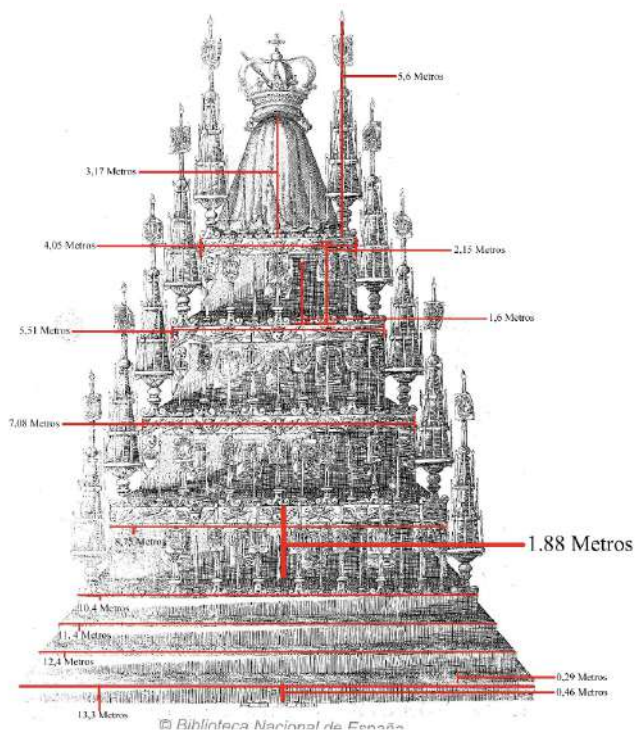 5,6 Metros
3,17 Metros
4,05 Metros
2,15 Metros
1,6 Metros
5,51 Metros
7,08 Metros
1.88 Metros
Metros
10,4 Metros
11, 4 Metros
12,4 Metros
0,29 Metros
0,46 Metros
13,3 Metros
© Biblioteca Nacional de España